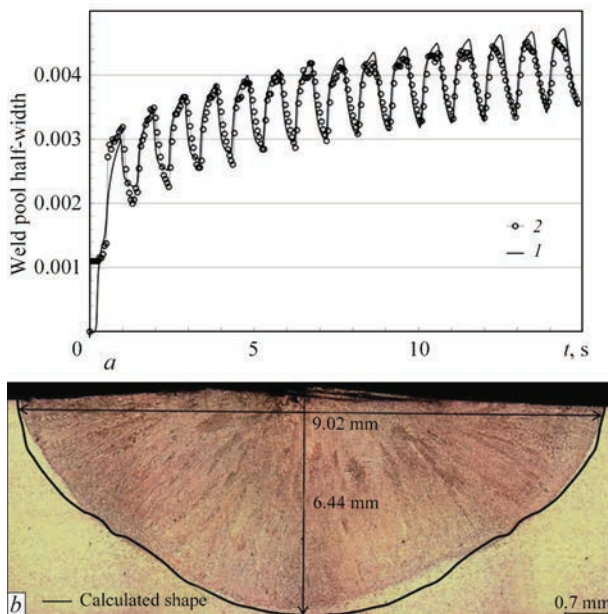 Weld pool half-width
0.004
0.003
0.002
0.001
2
1
0
5
10
t, s
a
9.02 mm
6.44 mm
b
Calculated shape
0.7 mm